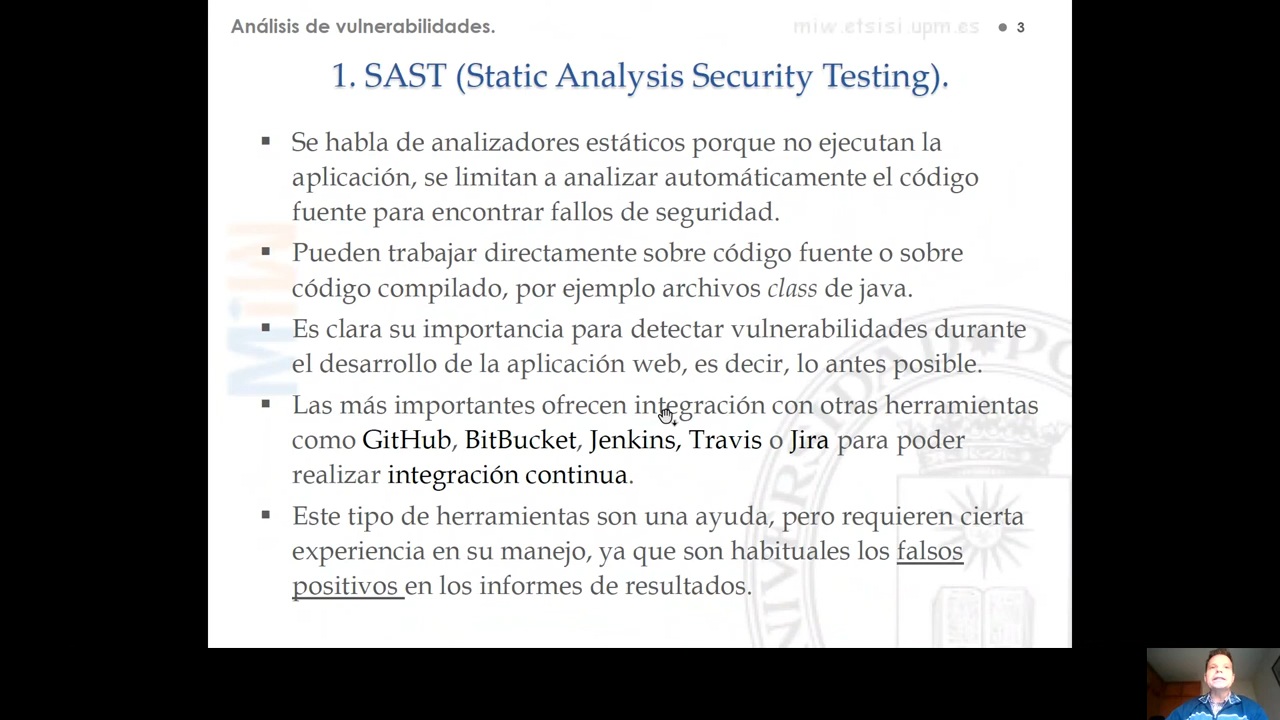 Análisis de vulnerabilidades.
miw.etsisi.upm.es
3
1. SAST (Static Analysis Security Testing).
Se habla de analizadores estáticos porque no ejecutan la
aplicación, se limitan a analizar automáticamente el código
fuente para encontrar fallos de seguridad.
Pueden trabajar directamente sobre código fuente o sobre
código compilado, por ejemplo archivos class de java.
Es clara su importancia para detectar vulnerabilidades durante
el desarrollo de la aplicación web, es decir, lo antes posible.
Las más importantes ofrecen integración con otras herramientas
como GitHub, BitBucket, Jenkins, Travis o Jira para poder
realizar integración continua.
Este tipo de herramientas son una ayuda, pero requieren cierta
experiencia en su manejo, ya que son habituales los falsos
positivos en los informes de resultados.
MiW